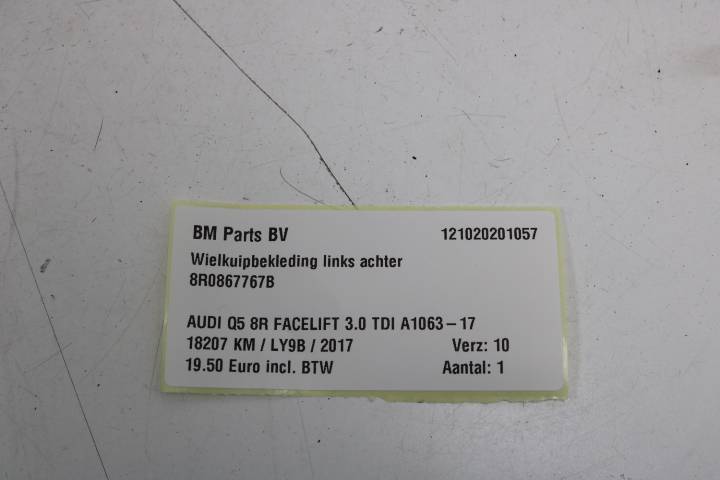 BM Parts BV 121020201057
Wielkuipbekleding links achter
8R0867767B
AUDI Q5 8R FACELIFT 3.0 TDI A1063-17
18207 KM / LY9B / 2017 Verz: 10
19.50 Euro incl. BTW Aantal: 1